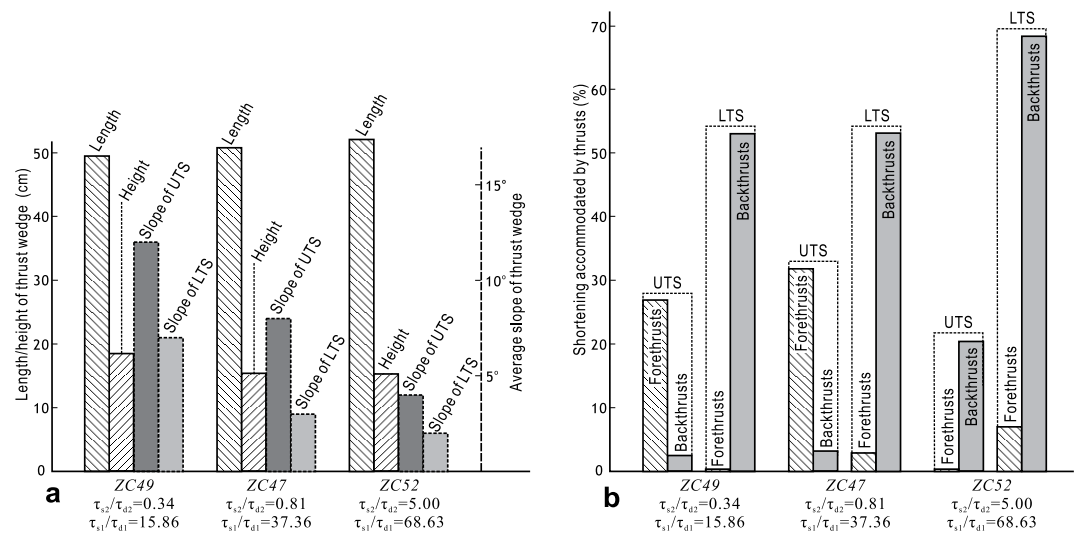 Length/height of thrust wedge (cm)
50
40
30
20
10
0
Length
Height
Slope of UTS
Slope of LTS
Length
Height
Slope of UTS
Slope of LTS
Length
Height
Slope of UTS
Slope of LTS
15°
10°
5°
Average slope of thrust wedge
ZC49
τs2/τd2=0.34
τs1/τd1=15.86
ZC47
τs2/τd2=0.81
τs1/τd1=37.36
ZC52
τs2/τd2=5.00
τs1/τd1=68.63
a
Shortening accommodated by thrusts (%)
70
60
50
40
30
20
10
0
UTS
Forethrusts
Backthrusts
LTS
Forethrusts
Backthrusts
UTS
Forethrusts
Backthrusts
LTS
Forethrusts
Backthrusts
UTS
Forethrusts
Backthrusts
LTS
Forethrusts
Backthrusts
ZC49
τs2/τd2=0.34
τs1/τd1=15.86
ZC47
τs2/τd2=0.81
τs1/τd1=37.36
ZC52
τs2/τd2=5.00
τs1/τd1=68.63
b